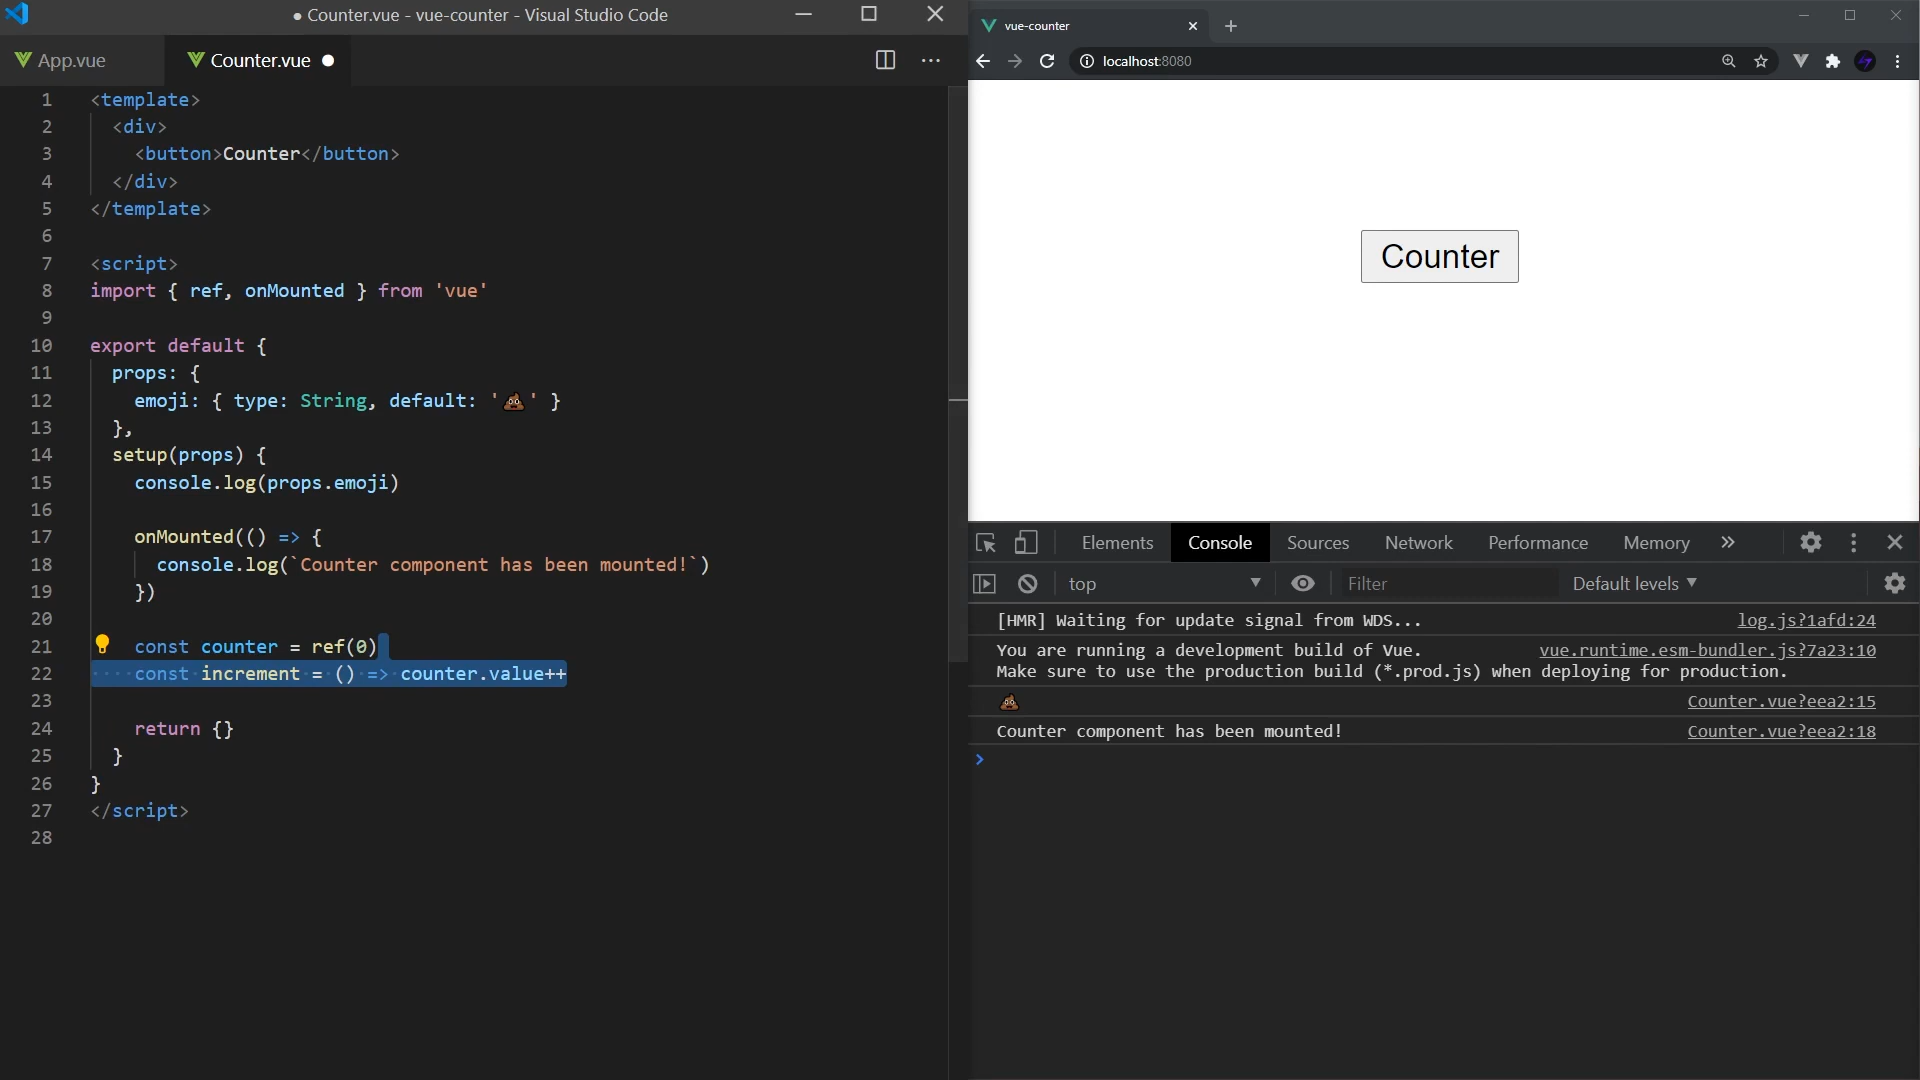 ● Counter.vue - vue-counter - Visual Studio Code
App.vue
Counter.vue ●
1 <template>
2 <div>
3 <button>Counter</button>
4 </div>
5 </template>
6
7 <script>
8 import { ref, onMounted } from 'vue'
9
10 export default {
11 props: {
12 emoji: { type: String, default: '💩' }
13 },
14 setup(props) {
15 console.log(props.emoji)
16
17 onMounted(() => {
18 console.log(`Counter component has been mounted!`)
19 })
20
21 const counter = ref(0)
22 const increment = () => counter.value++
23
24 return {}
25 }
26 }
27 </script>
28
vue-counter
localhost:8080
Counter
Elements Console Sources Network Performance Memory »
top Filter Default levels ▼
[HMR] Waiting for update signal from WDS... log.js?1afd:24
You are running a development build of Vue. vue.runtime.esm-bundler.js?7a23:10
Make sure to use the production build (*.prod.js) when deploying for production.
💩 Counter.vue?eea2:15
Counter component has been mounted! Counter.vue?eea2:18
>